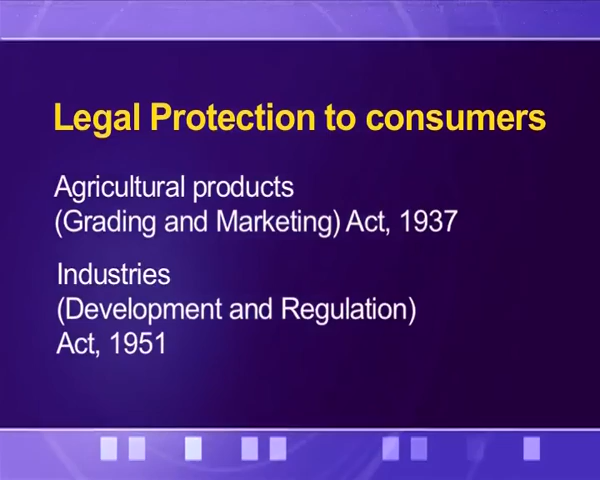 Legal Protection to consumers
Agricultural products
(Grading and Marketing) Act, 1937
Industries
(Development and Regulation)
Act, 1951